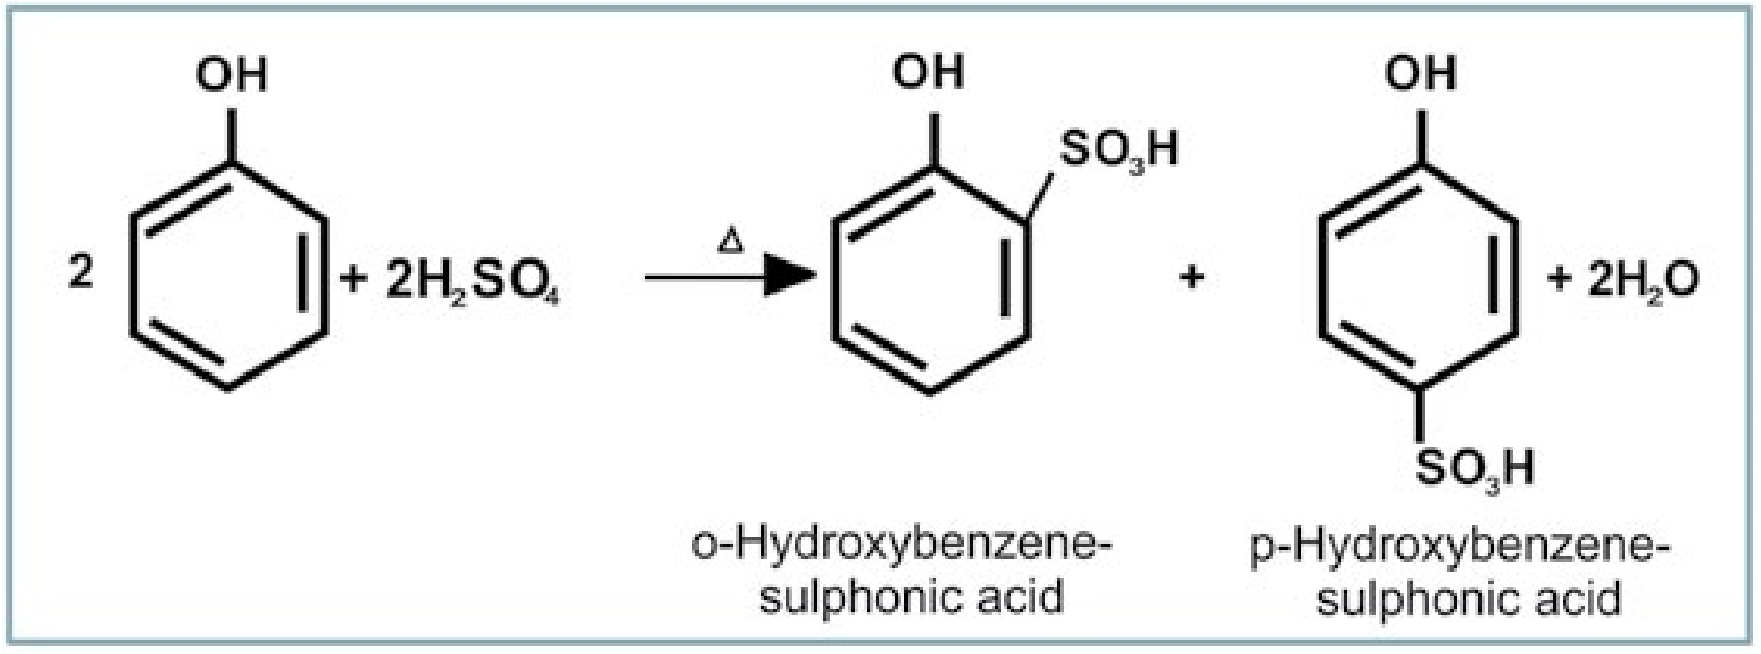 OH OH OH
SO₃H
2 + 2H₂SO₄ Δ + + 2H₂O
SO₃H
o-Hydroxybenzene- p-Hydroxybenzene-
sulphonic acid sulphonic acid